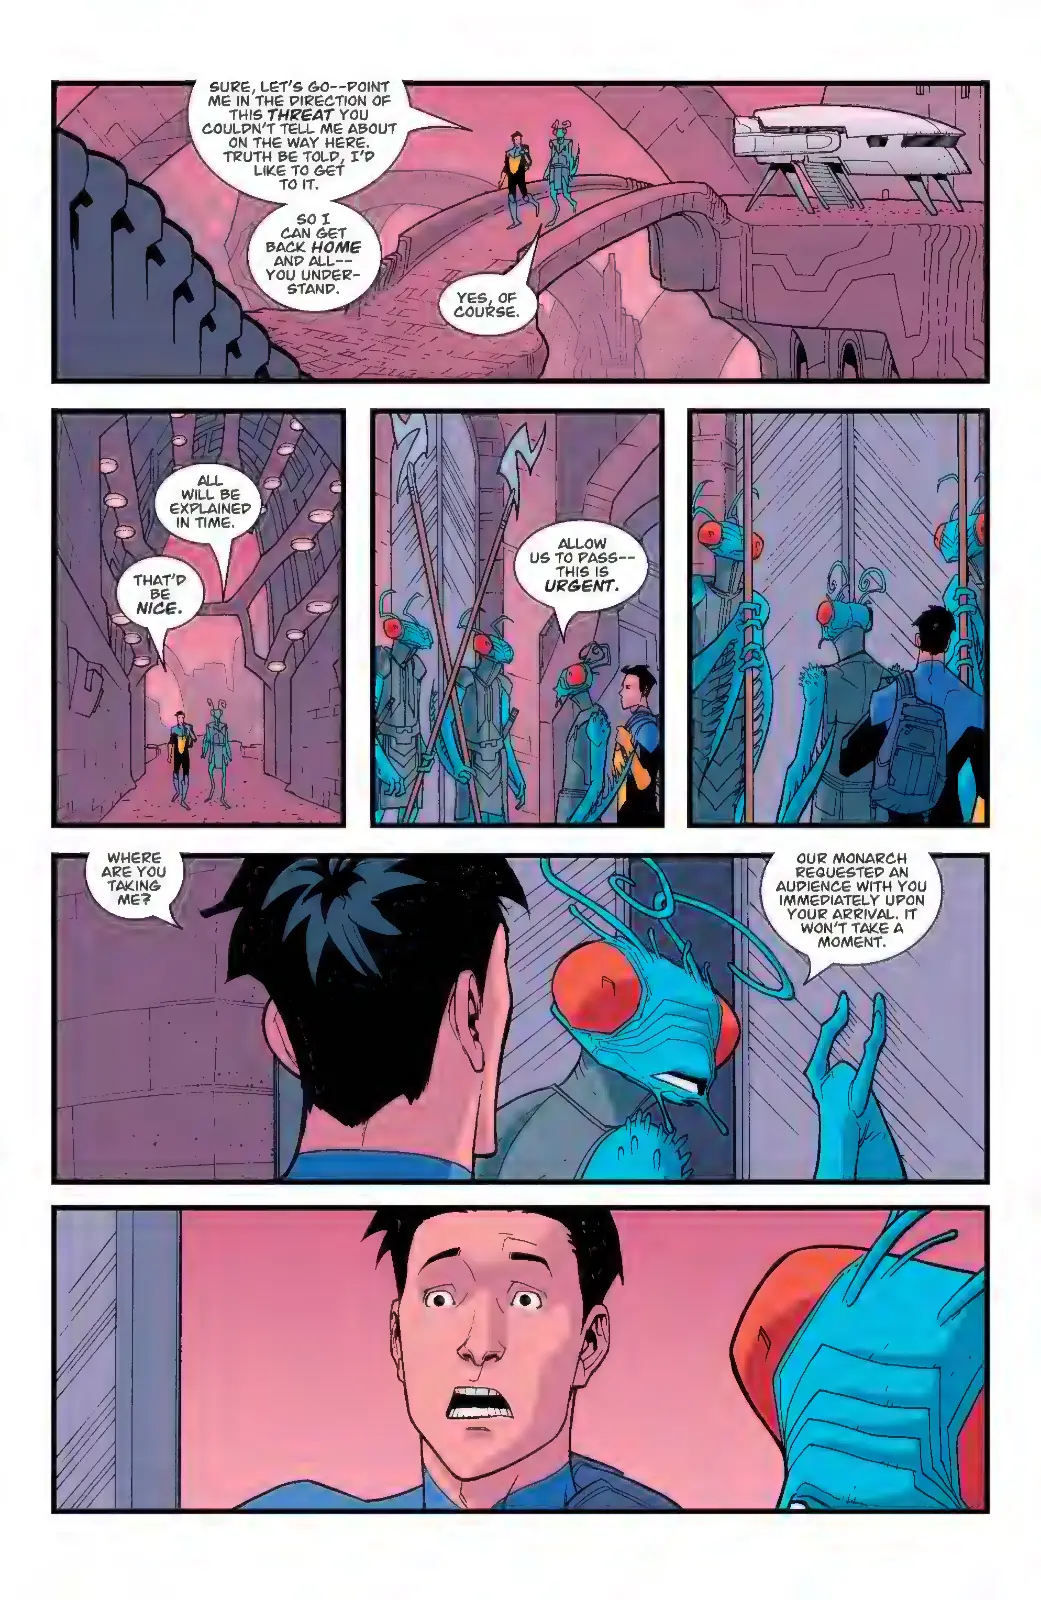 SURE, LET'S GO--POINT
ME IN THE DIRECTION OF
THIS THREAT YOU
COULDN'T TELL ME ABOUT
ON THE WAY HERE.
TRUTH BE TOLD, I'D
LIKE TO GET
TO IT.
SO I
CAN GET
BACK HOME
AND ALL--
YOU UNDER-
STAND.
YES, OF
COURSE.
ALL
WILL BE
EXPLAINED
IN TIME.
THAT'D
BE
NICE.
ALLOW
US TO PASS--
THIS IS
URGENT.
WHERE
ARE YOU
TAKING
ME?
OUR MONARCH
REQUESTED AN
AUDIENCE WITH YOU
IMMEDIATELY UPON
YOUR ARRIVAL. IT
WON'T TAKE A
MOMENT.